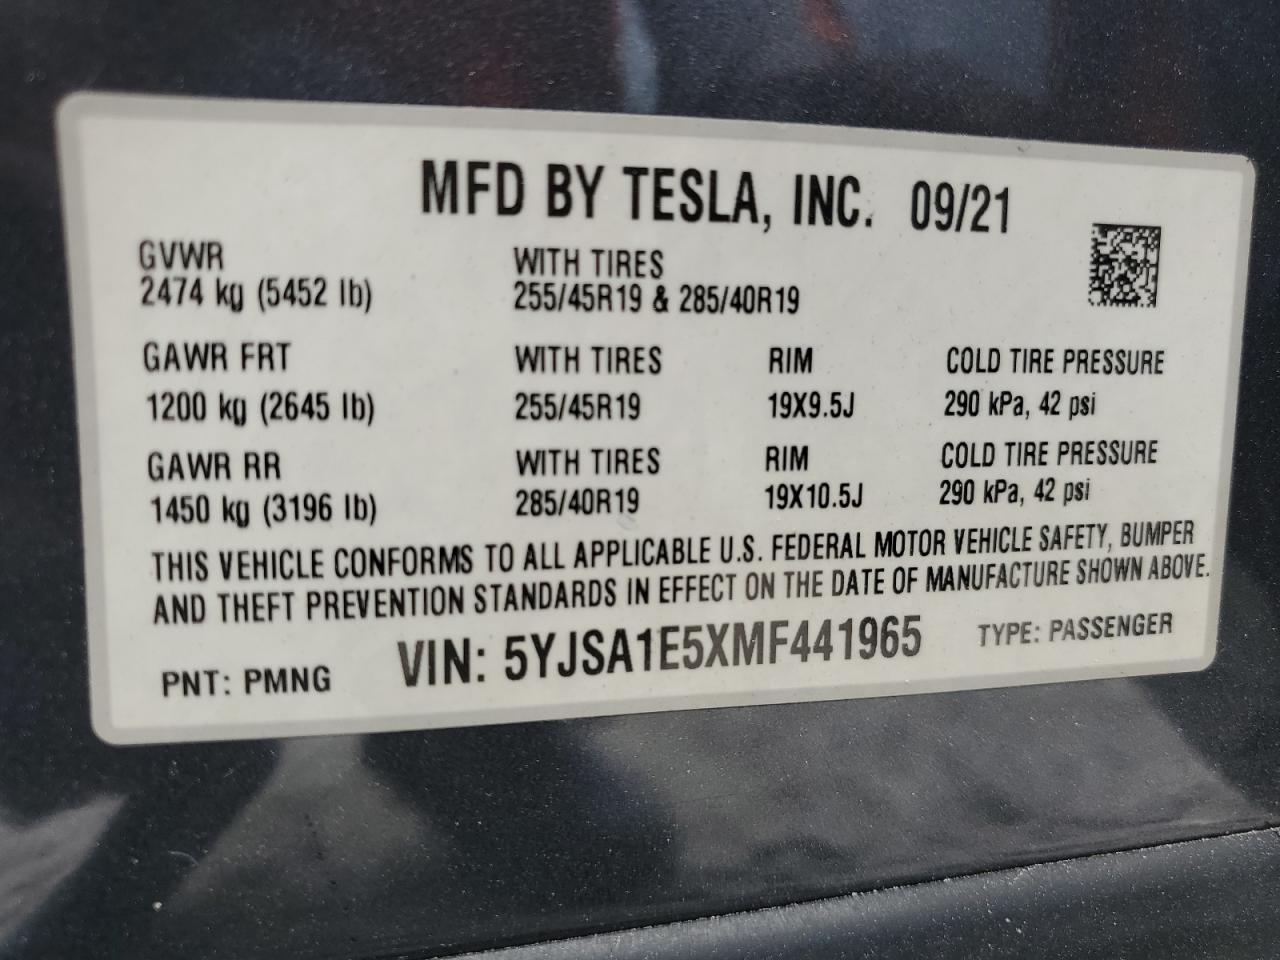 MFD BY TESLA, INC. 09/21
GVWR WITH TIRES
2474 kg (5452 lb) 255/45R19 & 285/40R19
GAWR FRT WITH TIRES RIM COLD TIRE PRESSURE
1200 kg (2645 lb) 255/45R19 19X9.5J 290 kPa, 42 psi
GAWR RR WITH TIRES RIM COLD TIRE PRESSURE
1450 kg (3196 lb) 285/40R19 19X10.5J 290 kPa, 42 psi
THIS VEHICLE CONFORMS TO ALL APPLICABLE U.S. FEDERAL MOTOR VEHICLE SAFETY, BUMPER
AND THEFT PREVENTION STANDARDS IN EFFECT ON THE DATE OF MANUFACTURE SHOWN ABOVE.
PNT: PMNG VIN: 5YJSA1E5XMF441965 TYPE: PASSENGER